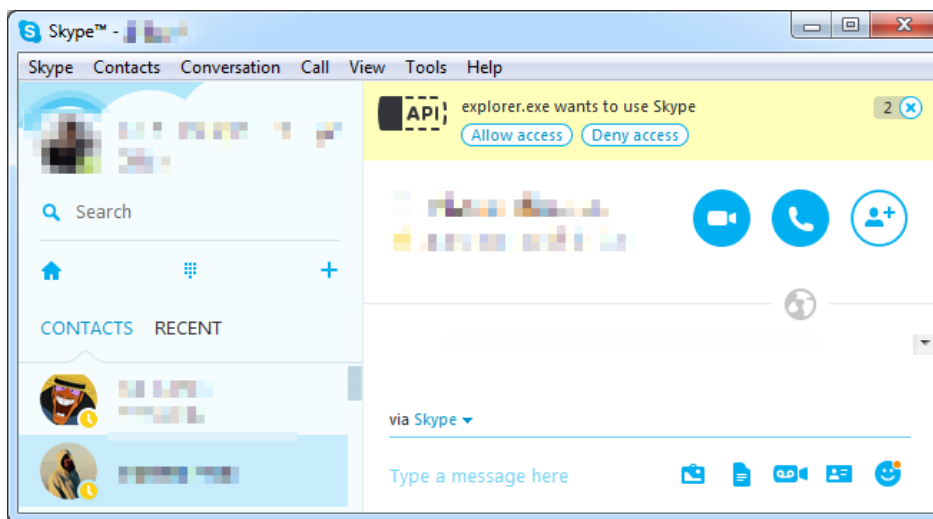 Skype™ -
Skype Contacts Conversation Call View Tools Help
API
explorer.exe wants to use Skype
2
Allow access Deny access
Search
CONTACTS RECENT
via Skype
Type a message here